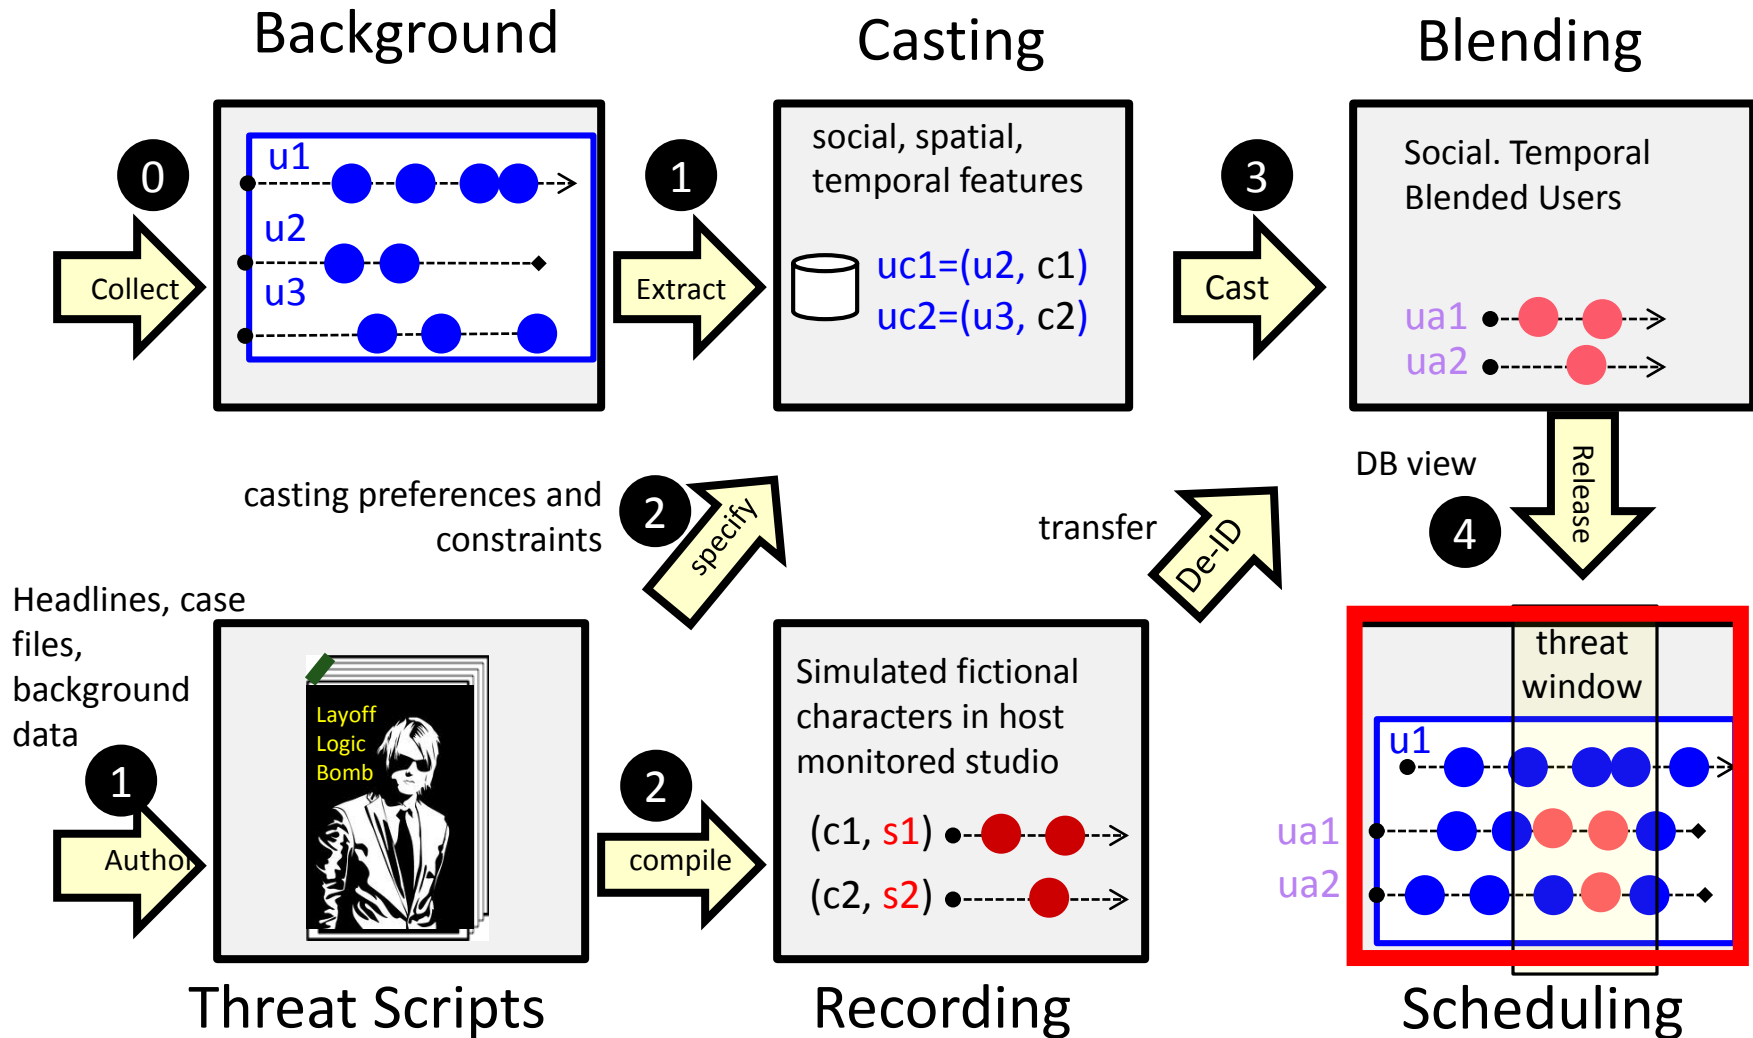 Background
Casting
Blending
0
Collect
u1
u2
u3
1
Extract
social, spatial,
temporal features
uc1=(u2, c1)
uc2=(u3, c2)
3
Cast
Social. Temporal
Blended Users
ua1
ua2
casting preferences and
constraints
2
specify
transfer
De-ID
DB view
4
Release
Headlines, case
files,
background
data
1
Author
Layoff
Logic
Bomb
2
compile
Simulated fictional
characters in host
monitored studio
(c1, s1)
(c2, s2)
threat
window
u1
ua1
ua2
Threat Scripts
Recording
Scheduling